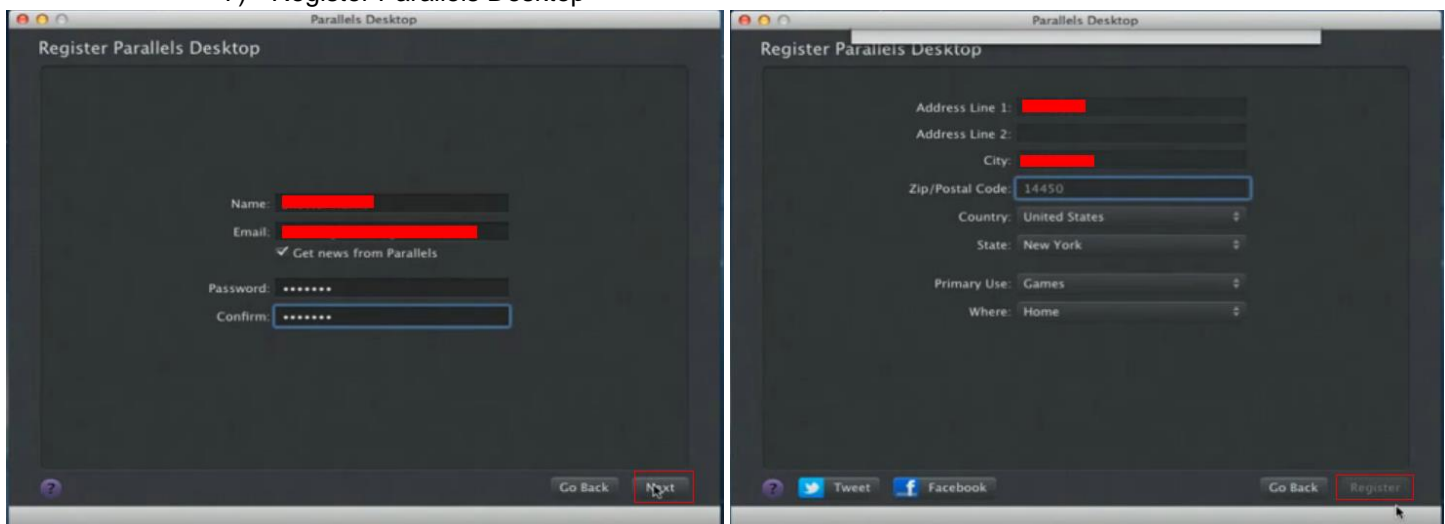 Register Parallels Desktop
Parallels Desktop
Register Parallels Desktop
Name:
Email:
Get news from Parallels
Password: •••••••
Confirm: •••••••
?
Go Back
Next
Parallels Desktop
Register Parallels Desktop
Address Line 1:
Address Line 2:
City:
Zip/Postal Code: 14450
Country: United States
State: New York
Primary Use: Games
Where: Home
?
Tweet
Facebook
Go Back
Register